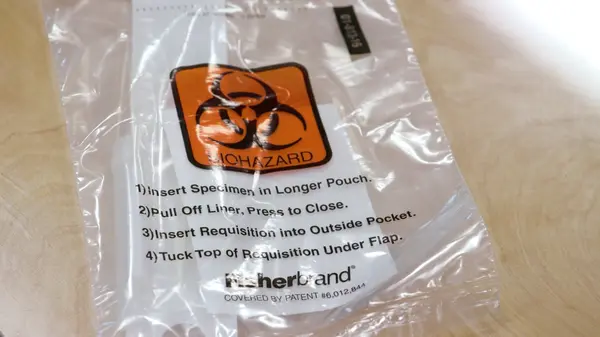 BIOHAZARD
1)Insert Specimen in Longer Pouch.
2)Pull Off Liner, Press to Close.
3)Insert Requisition into Outside Pocket.
4)Tuck Top of Requisition Under Flap.
Fisherbrand®
COVERED BY PATENT #6,012,844